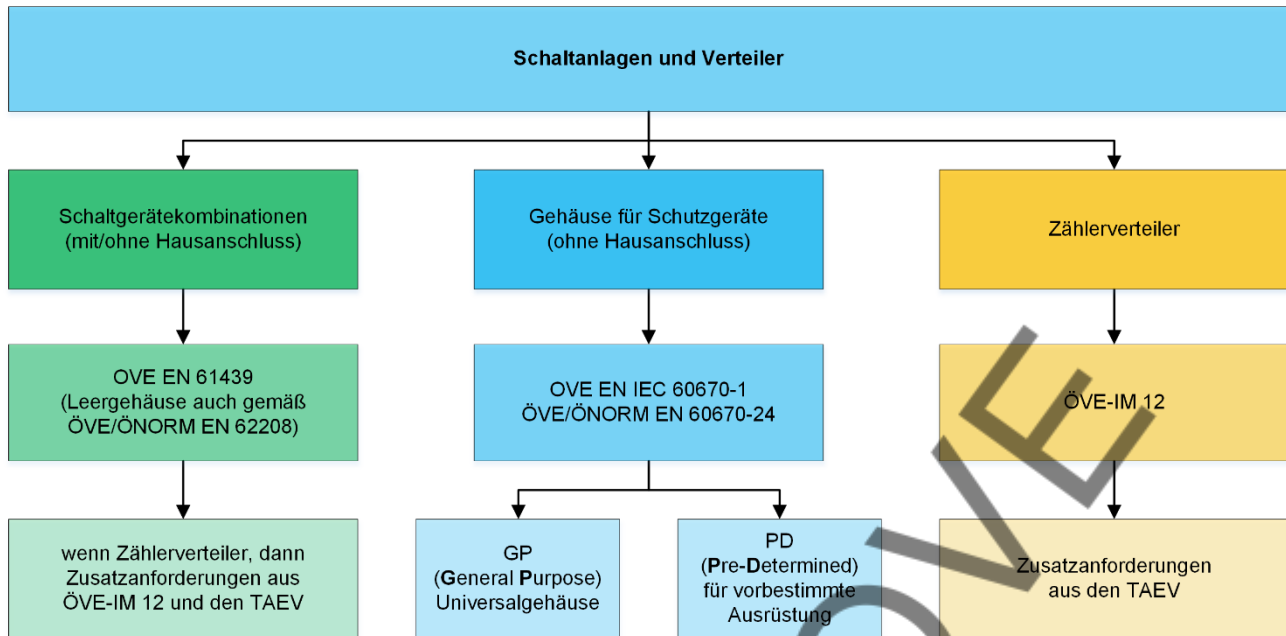 Schaltanlagen und Verteiler
Schaltgerätekombinationen
(mit/ohne Hausanschluss)
Gehäuse für Schutzgeräte
(ohne Hausanschluss)
Zählerverteiler
OVE EN 61439
(Leergehäuse auch gemäß
ÖVE/ÖNORM EN 62208)
OVE EN IEC 60670-1
ÖVE/ÖNORM EN 60670-24
ÖVE-IM 12
wenn Zählerverteiler, dann
Zusatzanforderungen aus
ÖVE-IM 12 und den TAEV
GP
(General Purpose)
Universalgehäuse
PD
(Pre-Determined)
für vorbestimmte
Ausrüstung
Zusatzanforderungen
aus den TAEV
OVE